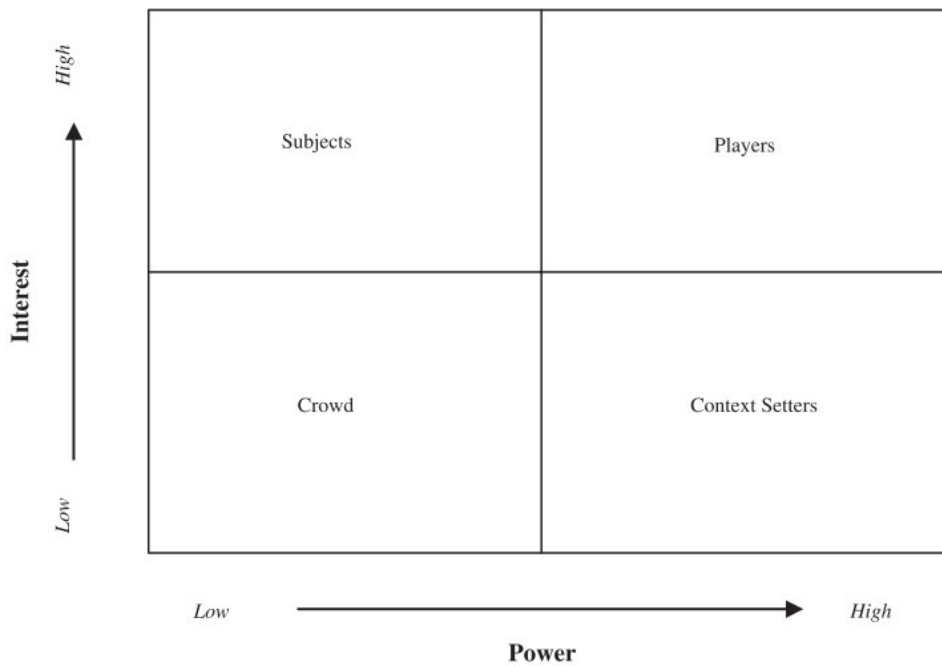 High
Subjects
Players
Interest
Crowd
Context Setters
Low
Low
High
Power